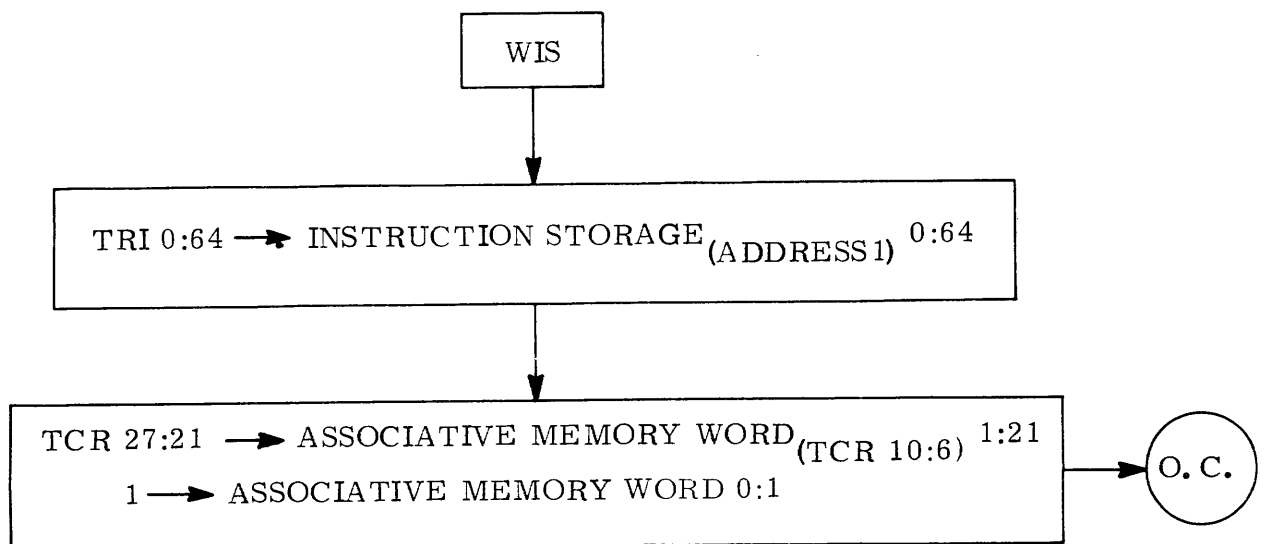 WIS
TRI 0:64 → INSTRUCTION STORAGE(ADDRESS1) 0:64
TCR 27:21 → ASSOCIATIVE MEMORY WORD(TCR 10:6) 1:21
1 → ASSOCIATIVE MEMORY WORD 0:1
O. C.